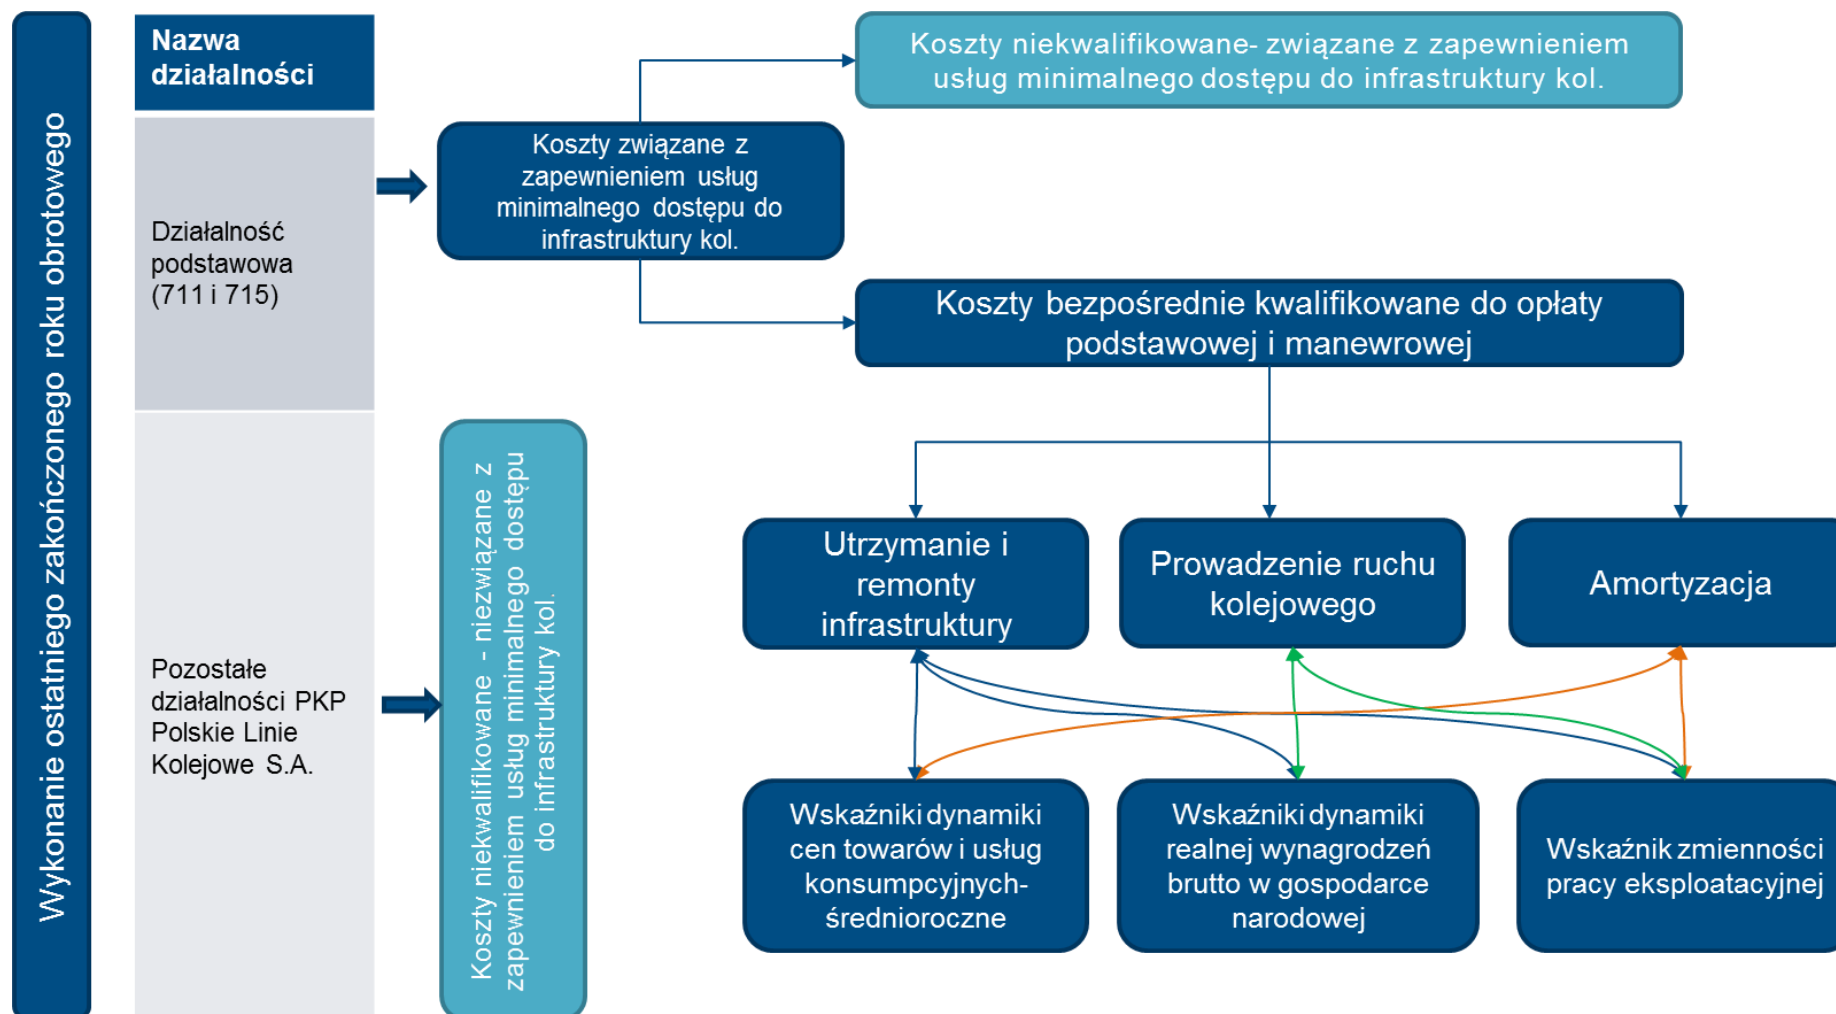 Wykonanie ostatniego zakończonego roku obrotowego
Nazwa
działalności
Działalność
podstawowa
(711 i 715)
Pozostałe
działalności PKP
Polskie Linie
Kolejowe S.A.
Koszty związane z
zapewnieniem usług
minimalnego dostępu do
infrastruktury kol.
Koszty niekwalifikowane- związane z zapewnieniem
usług minimalnego dostępu do infrastruktury kol.
Koszty bezpośrednie kwalifikowane do opłaty
podstawowej i manewrowej
Koszty niekwalifikowane - niezwiązane z
zapewnieniem usług minimalnego dostępu
do infrastruktury kol.
Utrzymanie i
remonty
infrastruktury
Prowadzenie ruchu
kolejowego
Amortyzacja
Wskaźniki dynamiki
cen towarów i usług
konsumpcyjnych-
średnioroczne
Wskaźniki dynamiki
realnej wynagrodzeń
brutto w gospodarce
narodowej
Wskaźnik zmienności
pracy eksploatacyjnej